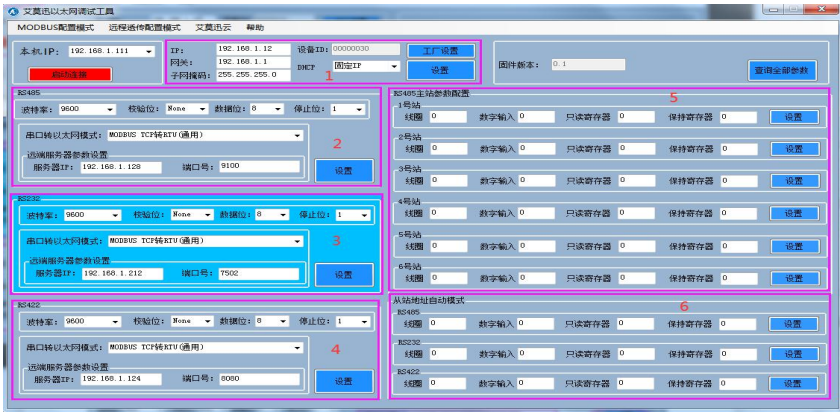 艾莫迅以太网调试工具
MODBUS配置模式 远程透传配置模式 艾莫迅云 帮助
本机IP: 192.168.1.111
启动连接
IP: 192.168.1.12 设备ID: 00000030 工厂设置
网关: 192.168.1.1 DHCP 固定IP 设置
子网掩码: 255.255.255.0 1
固件版本: 0.1 查询全部参数
RS485
波特率: 9600 校验位: None 数据位: 8 停止位: 1
串口转以太网模式: MODBUS TCP转RTU(通用) 2
远端服务器参数设置
服务器IP: 192.168.1.128 端口号: 9100 设置
RS232
波特率: 9600 校验位: None 数据位: 8 停止位: 1
串口转以太网模式: MODBUS TCP转RTU(通用) 3
远端服务器参数设置
服务器IP: 192.168.1.212 端口号: 7502 设置
RS422
波特率: 9600 校验位: None 数据位: 8 停止位: 1
串口转以太网模式: MODBUS TCP转RTU(通用) 4
远端服务器参数设置
服务器IP: 192.168.1.124 端口号: 8080 设置
RS485主站参数配置 5
1号站
线圈 0 数字输入 0 只读寄存器 0 保持寄存器 0 设置
2号站
线圈 0 数字输入 0 只读寄存器 0 保持寄存器 0 设置
3号站
线圈 0 数字输入 0 只读寄存器 0 保持寄存器 0 设置
4号站
线圈 0 数字输入 0 只读寄存器 0 保持寄存器 0 设置
5号站
线圈 0 数字输入 0 只读寄存器 0 保持寄存器 0 设置
6号站
线圈 0 数字输入 0 只读寄存器 0 保持寄存器 0 设置
从站地址自动模式 6
RS485
线圈 0 数字输入 0 只读寄存器 0 保持寄存器 0 设置
RS232
线圈 0 数字输入 0 只读寄存器 0 保持寄存器 0 设置
RS422
线圈 0 数字输入 0 只读寄存器 0 保持寄存器 0 设置